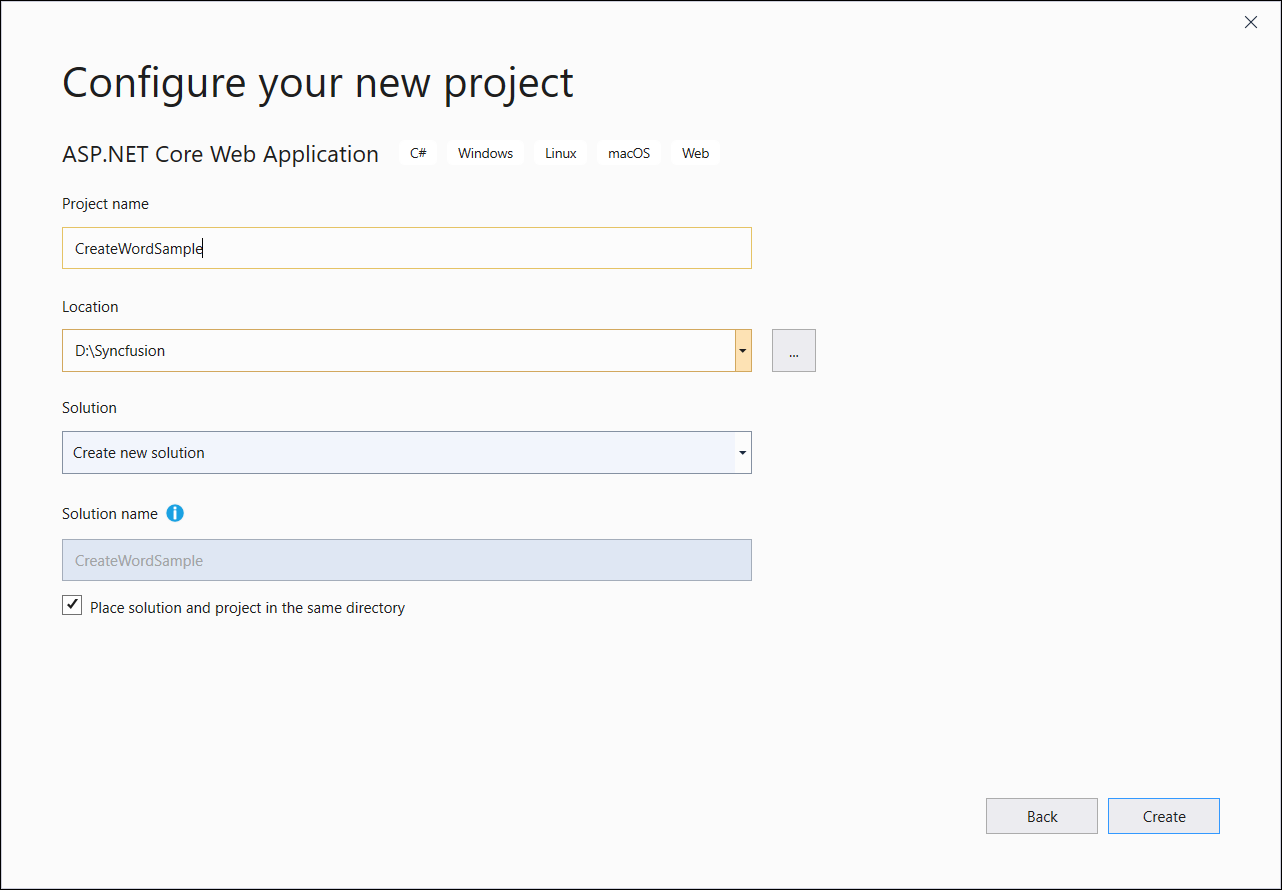 Configure your new project
ASP.NET Core Web Application C# Windows Linux macOS Web
Project name
CreateWordSample
Location
D:\Syncfusion
...
Solution
Create new solution
Solution name
CreateWordSample
Place solution and project in the same directory
Back Create